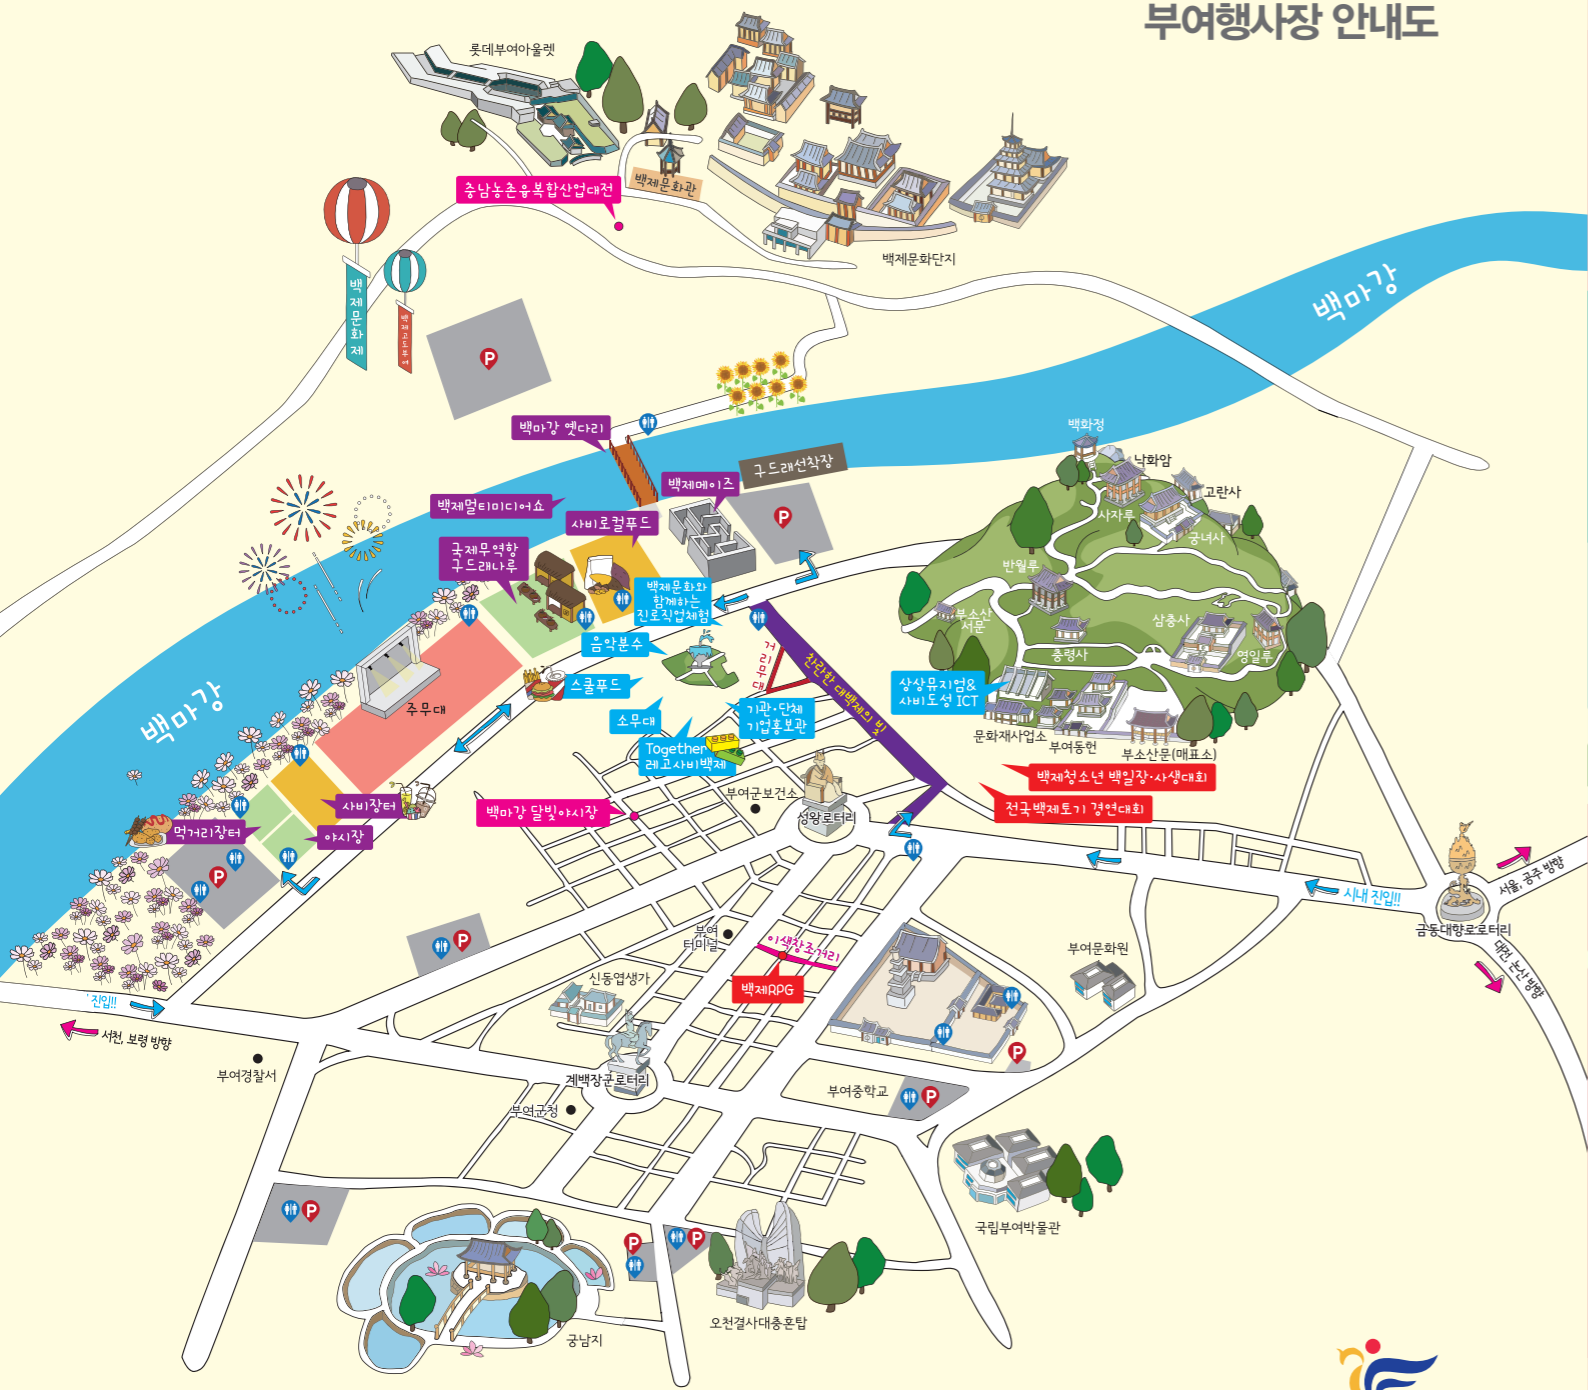 부여행사장 안내도
롯데부여아울렛
충남농촌융복합산업대전
백제문화관
백제문화단지
백제문화제
백제고도부여
백마강
P
백마강 옛다리
구드래선착장
백제메이즈
백제멀티미디어쇼
사비로컬푸드
P
국제무역항
구드래나루
백제문화와
함께하는
진로직업체험
음악분수
스쿨푸드
소무대
거리무대
찬란한 대백제의 빛
기관·단체
기업홍보관
Together
레고사비백제
백화정
낙화암
고란사
사자루
궁녀사
반월루
부소산
서문
삼충사
영일루
충령사
상상뮤지엄&
사비도성 ICT
문화재사업소
부여동헌
부소산문(매표소)
백제청소년 백일장·사생대회
전국백제토기 경연대회
백마강
주무대
사비장터
먹거리장터
야시장
P
백마강 달빛야시장
부여군보건소
성왕로터리
시내 진입!!
서울, 공주 방향
금동대향로로터리
대전, 논산 방향
부여
터미널
이색창조거리
백제RPG
부여문화원
P
신동엽생가
진입!!
서천, 보령 방향
부여경찰서
계백장군로터리
부여군청
P
부여중학교
P
국립부여박물관
P
P
P
궁남지
오천결사대충혼탑